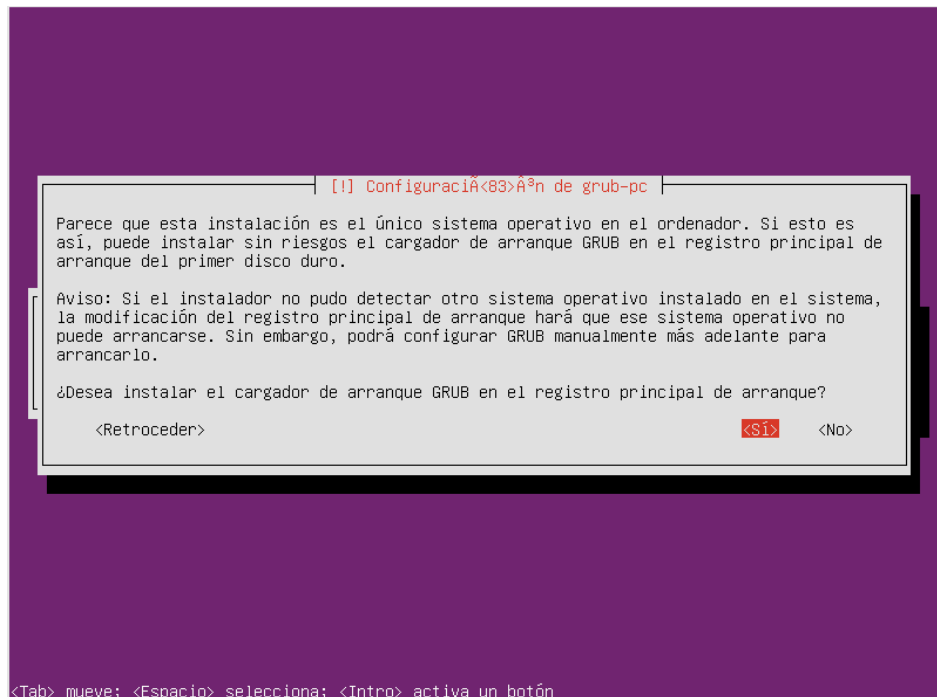 [!] ConfiguraciÃ<83>Â³n de grub-pc
Parece que esta instalación es el único sistema operativo en el ordenador. Si esto es
así, puede instalar sin riesgos el cargador de arranque GRUB en el registro principal de
arranque del primer disco duro.
Aviso: Si el instalador no pudo detectar otro sistema operativo instalado en el sistema,
la modificación del registro principal de arranque hará que ese sistema operativo no
puede arrancarse. Sin embargo, podrá configurar GRUB manualmente más adelante para
arrancarlo.
¿Desea instalar el cargador de arranque GRUB en el registro principal de arranque?
<Retroceder> <Sí> <No>
<Tab> mueve; <Espacio> selecciona; <Intro> activa un botón